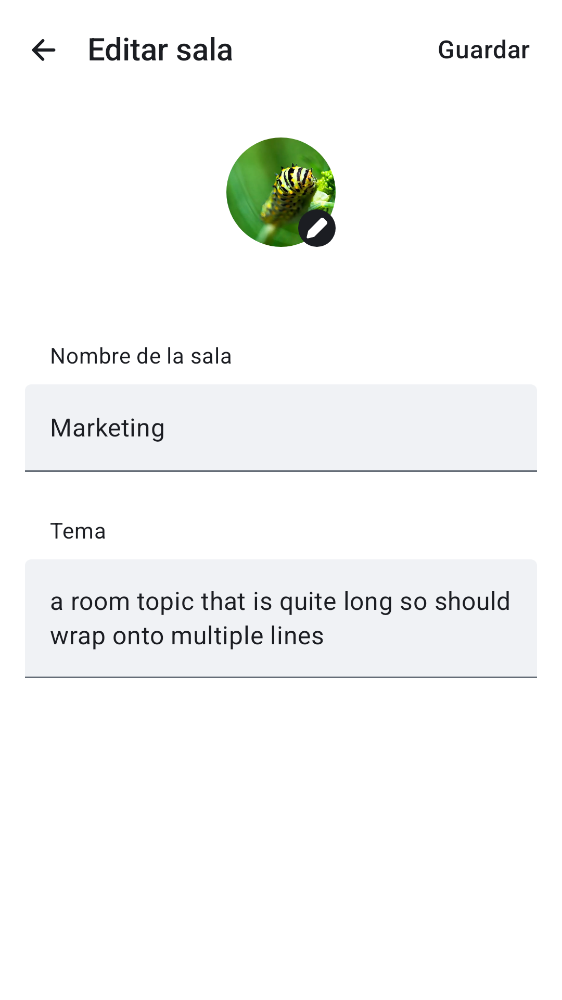 Editar sala
Guardar
Nombre de la sala
Marketing
Tema
a room topic that is quite long so should
wrap onto multiple lines